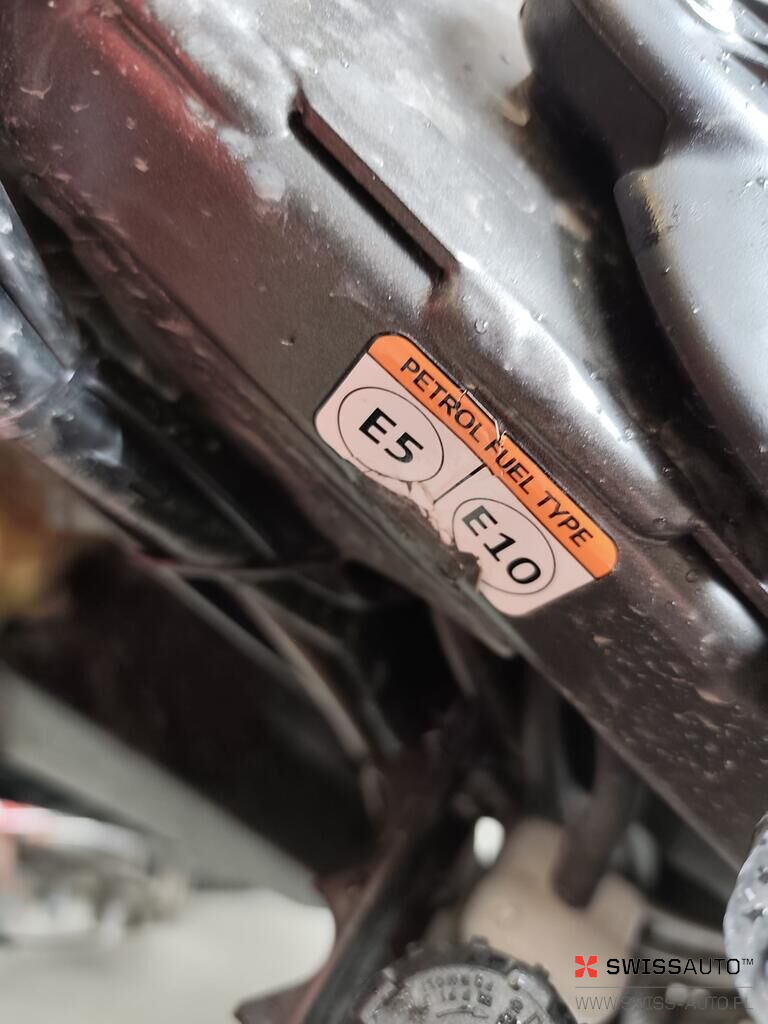 PETROL FUEL TYPE
E5
E10
SWISSAUTO™
WWW.SWISS-AUTO.PL